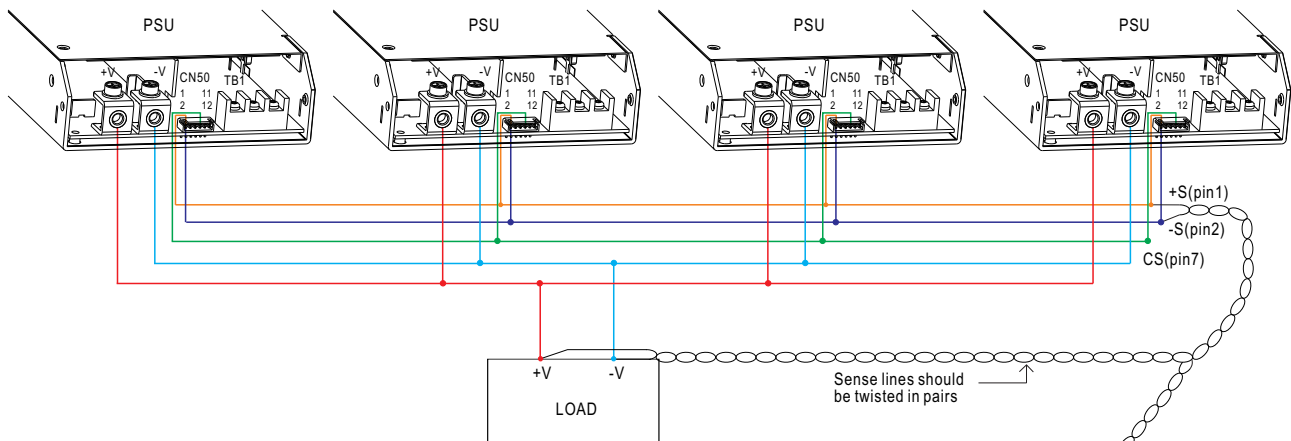 PSU
PSU
PSU
PSU
+V -V CN50 TB1
1 11
2 12
+V -V CN50 TB1
1 11
2 12
+V -V CN50 TB1
1 11
2 12
+V -V CN50 TB1
1 11
2 12
+S(pin1)
-S(pin2)
CS(pin7)
+V -V
LOAD
Sense lines should
be twisted in pairs